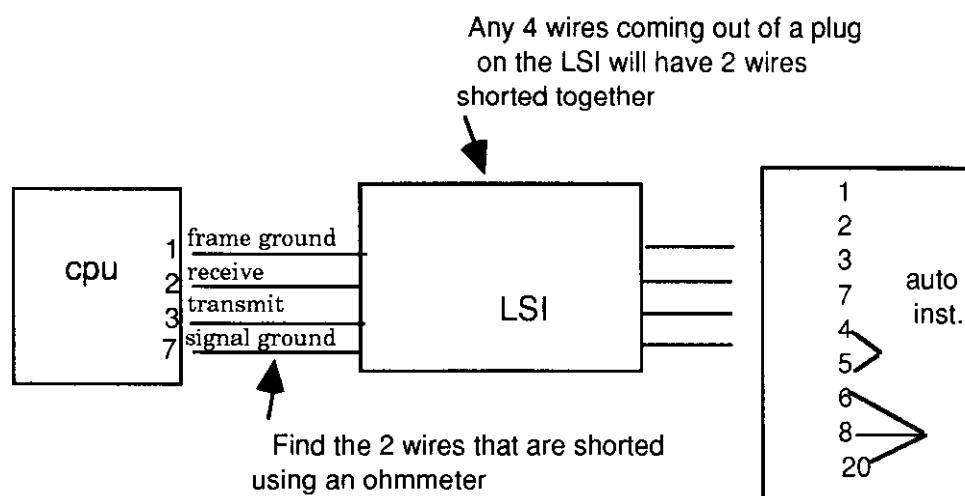 Any 4 wires coming out of a plug
on the LSI will have 2 wires
shorted together
cpu
1 frame ground
2 receive
3 transmit
7 signal ground
LSI
1
2
3
7
4
5
6
8
20
auto
inst.
Find the 2 wires that are shorted
using an ohmmeter